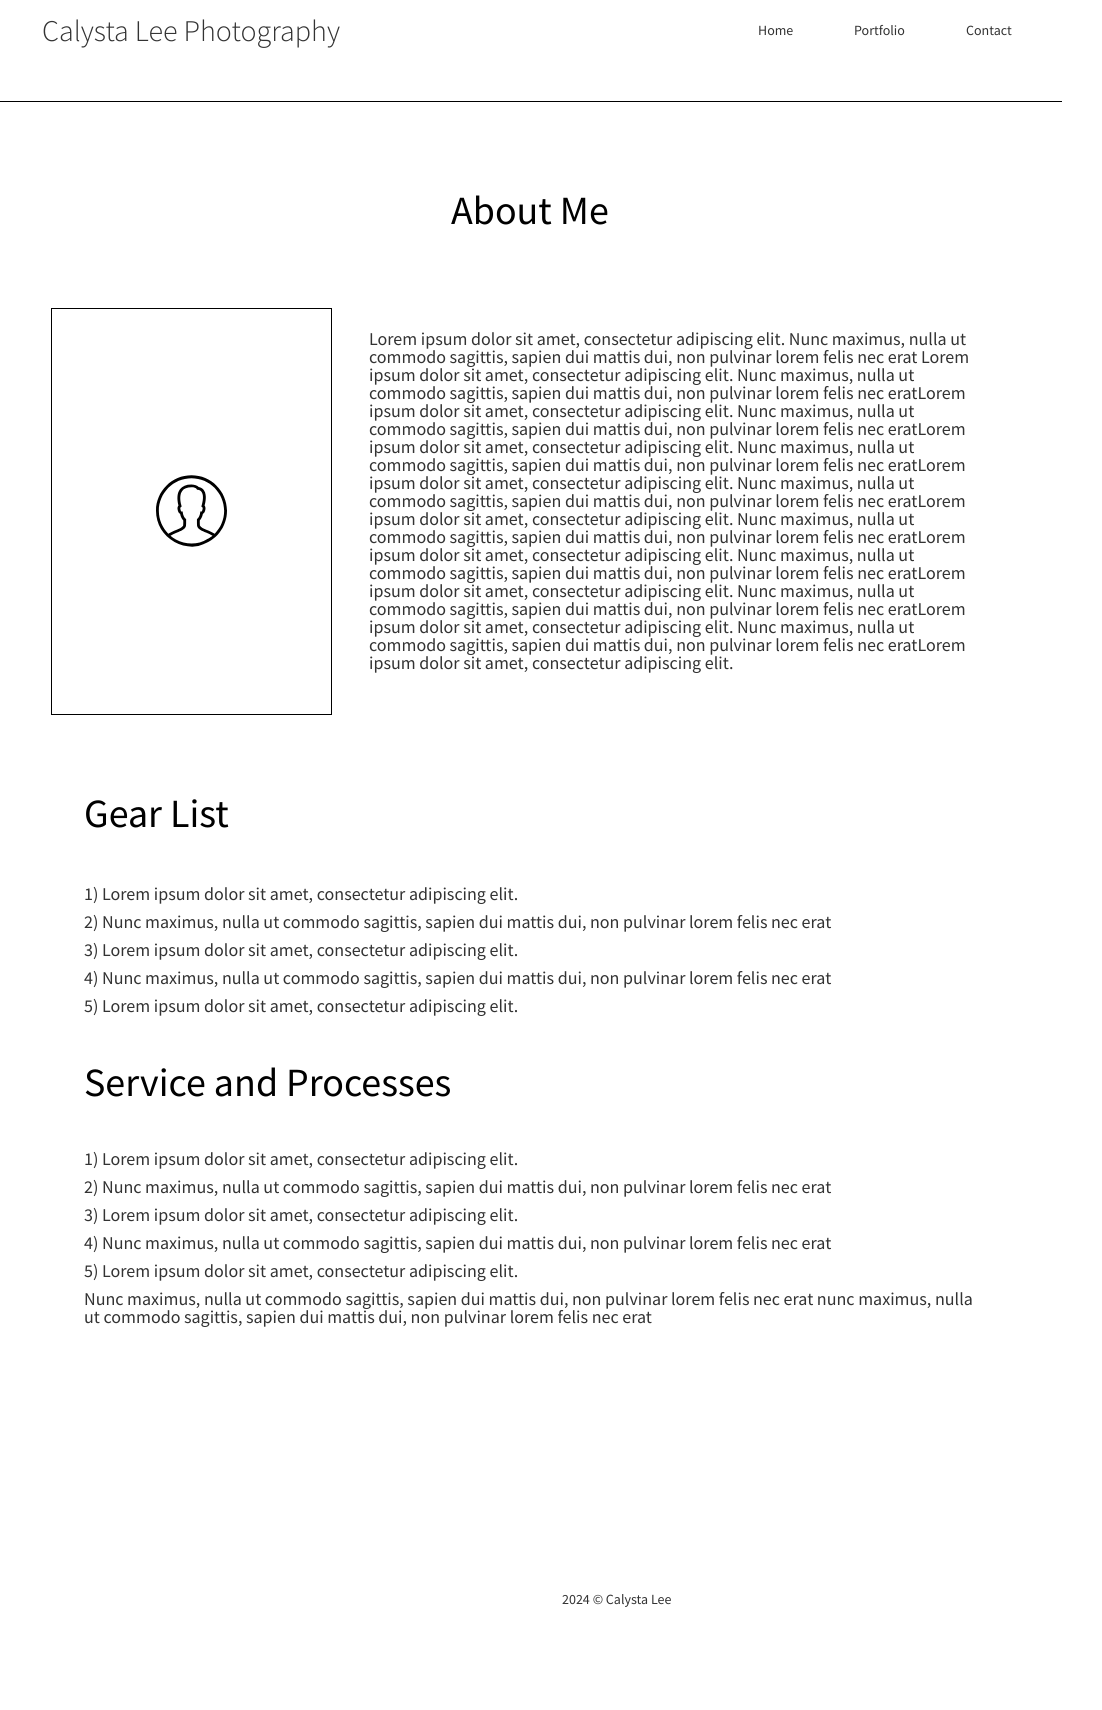 Calysta Lee Photography
Home Portfolio Contact
About Me
Lorem ipsum dolor sit amet, consectetur adipiscing elit. Nunc maximus, nulla ut
commodo sagittis, sapien dui mattis dui, non pulvinar lorem felis nec erat Lorem
ipsum dolor sit amet, consectetur adipiscing elit. Nunc maximus, nulla ut
commodo sagittis, sapien dui mattis dui, non pulvinar lorem felis nec eratLorem
ipsum dolor sit amet, consectetur adipiscing elit. Nunc maximus, nulla ut
commodo sagittis, sapien dui mattis dui, non pulvinar lorem felis nec eratLorem
ipsum dolor sit amet, consectetur adipiscing elit. Nunc maximus, nulla ut
commodo sagittis, sapien dui mattis dui, non pulvinar lorem felis nec eratLorem
ipsum dolor sit amet, consectetur adipiscing elit. Nunc maximus, nulla ut
commodo sagittis, sapien dui mattis dui, non pulvinar lorem felis nec eratLorem
ipsum dolor sit amet, consectetur adipiscing elit. Nunc maximus, nulla ut
commodo sagittis, sapien dui mattis dui, non pulvinar lorem felis nec eratLorem
ipsum dolor sit amet, consectetur adipiscing elit. Nunc maximus, nulla ut
commodo sagittis, sapien dui mattis dui, non pulvinar lorem felis nec eratLorem
ipsum dolor sit amet, consectetur adipiscing elit. Nunc maximus, nulla ut
commodo sagittis, sapien dui mattis dui, non pulvinar lorem felis nec eratLorem
ipsum dolor sit amet, consectetur adipiscing elit. Nunc maximus, nulla ut
commodo sagittis, sapien dui mattis dui, non pulvinar lorem felis nec eratLorem
ipsum dolor sit amet, consectetur adipiscing elit.
Gear List
1) Lorem ipsum dolor sit amet, consectetur adipiscing elit.
2) Nunc maximus, nulla ut commodo sagittis, sapien dui mattis dui, non pulvinar lorem felis nec erat
3) Lorem ipsum dolor sit amet, consectetur adipiscing elit.
4) Nunc maximus, nulla ut commodo sagittis, sapien dui mattis dui, non pulvinar lorem felis nec erat
5) Lorem ipsum dolor sit amet, consectetur adipiscing elit.
Service and Processes
1) Lorem ipsum dolor sit amet, consectetur adipiscing elit.
2) Nunc maximus, nulla ut commodo sagittis, sapien dui mattis dui, non pulvinar lorem felis nec erat
3) Lorem ipsum dolor sit amet, consectetur adipiscing elit.
4) Nunc maximus, nulla ut commodo sagittis, sapien dui mattis dui, non pulvinar lorem felis nec erat
5) Lorem ipsum dolor sit amet, consectetur adipiscing elit.
Nunc maximus, nulla ut commodo sagittis, sapien dui mattis dui, non pulvinar lorem felis nec erat nunc maximus, nulla
ut commodo sagittis, sapien dui mattis dui, non pulvinar lorem felis nec erat
2024 © Calysta Lee